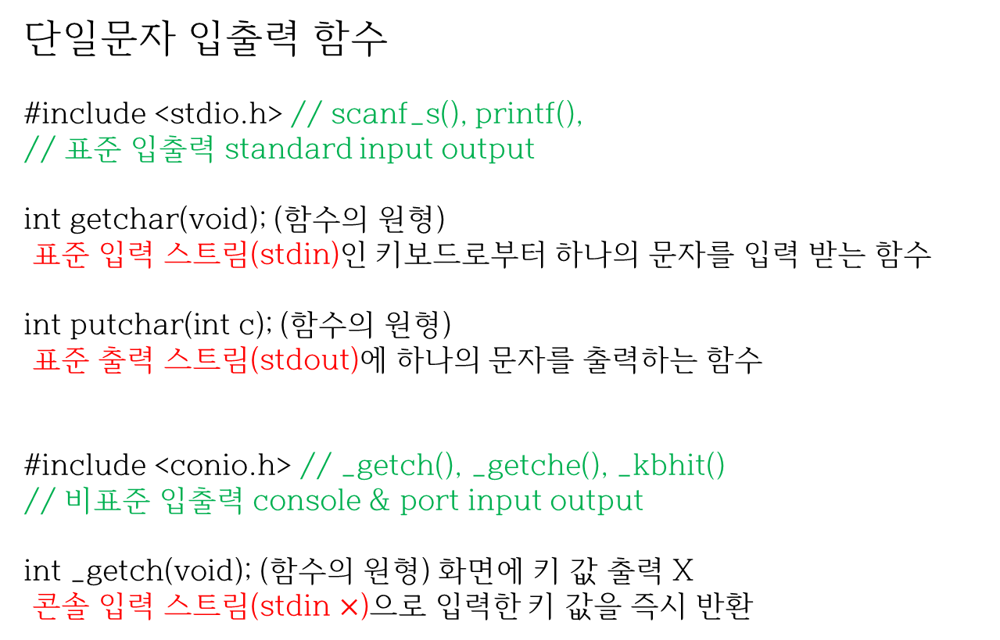 단일문자 입출력 함수
#include <stdio.h> // scanf_s(), printf(),
// 표준 입출력 standard input output
int getchar(void); (함수의 원형)
표준 입력 스트림(stdin)인 키보드로부터 하나의 문자를 입력 받는 함수
int putchar(int c); (함수의 원형)
표준 출력 스트림(stdout)에 하나의 문자를 출력하는 함수
#include <conio.h> // _getch(), _getche(), _kbhit()
// 비표준 입출력 console & port input output
int _getch(void); (함수의 원형) 화면에 키 값 출력 X
콘솔 입력 스트림(stdin ×)으로 입력한 키 값을 즉시 반환